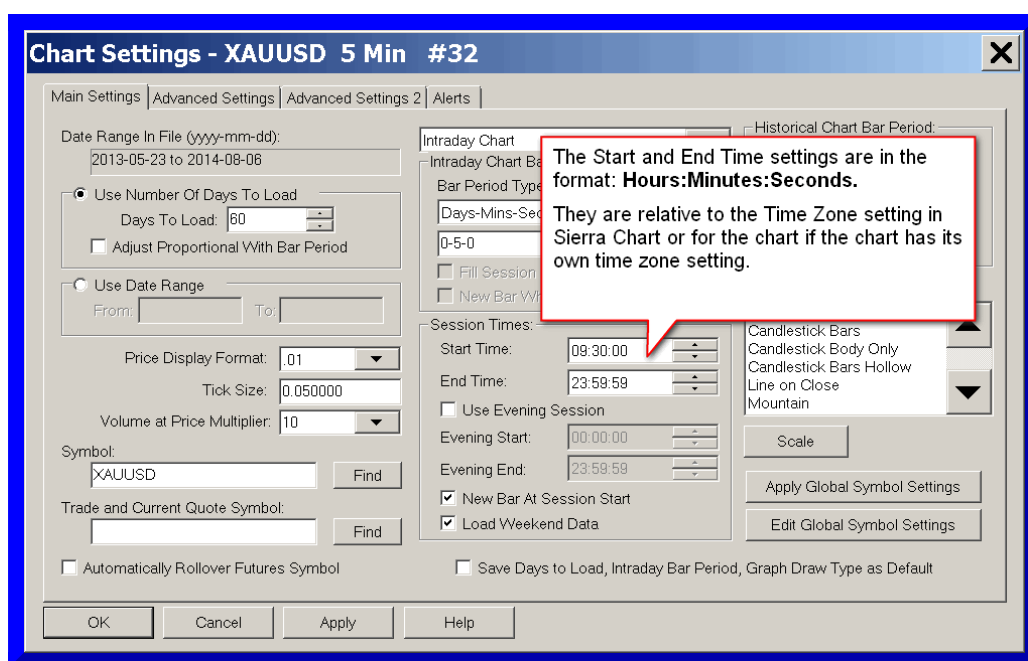 Chart Settings - XAUUSD 5 Min #32
Main Settings
Advanced Settings
Advanced Settings 2
Alerts
Date Range In File (yyyy-mm-dd):
2013-05-23 to 2014-08-06
Use Number Of Days To Load
Days To Load: 60
Adjust Proportional With Bar Period
Use Date Range
From:
To:
Price Display Format: .01
Tick Size: 0.050000
Volume at Price Multiplier: 10
Symbol:
XAUUSD
Find
Trade and Current Quote Symbol:
Find
Automatically Rollover Futures Symbol
Intraday Chart
Intraday Chart Ba
Bar Period Type
Days-Mins-Sec
0-5-0
Fill Session
New Bar Wh
The Start and End Time settings are in the
format: Hours:Minutes:Seconds.
They are relative to the Time Zone setting in
Sierra Chart or for the chart if the chart has its
own time zone setting.
Session Times:
Start Time: 09:30:00
End Time: 23:59:59
Use Evening Session
Evening Start: 00:00:00
Evening End: 23:59:59
New Bar At Session Start
Load Weekend Data
Historical Chart Bar Period:
Candlestick Bars
Candlestick Body Only
Candlestick Bars Hollow
Line on Close
Mountain
Scale
Apply Global Symbol Settings
Edit Global Symbol Settings
Save Days to Load, Intraday Bar Period, Graph Draw Type as Default
OK
Cancel
Apply
Help